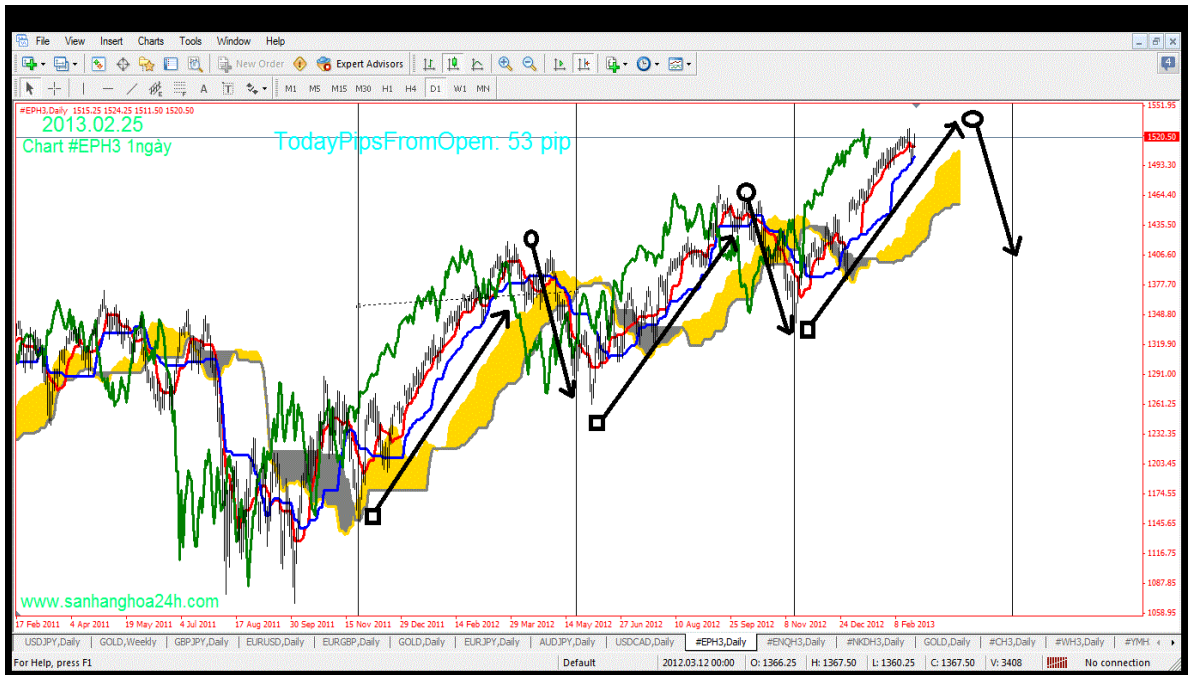 File View Insert Charts Tools Window Help
New Order Expert Advisors 4
A T M1 M5 M15 M30 H1 H4 D1 W1 MN
#EPH3,Daily 1515.25 1524.25 1511.50 1520.50
2013.02.25
Chart #EPH3 1ngày
TodayPipsFromOpen: 53 pip
1551.95
1520.50
1493.30
1464.40
1435.50
1406.60
1377.70
1348.80
1319.90
1291.00
1261.25
1232.35
1203.45
1174.55
1145.65
1116.75
1087.85
1058.95
www.sanhanghoa24h.com
17 Feb 2011 4 Apr 2011 19 May 2011 4 Jul 2011 17 Aug 2011 30 Sep 2011 15 Nov 2011 29 Dec 2011 14 Feb 2012 29 Mar 2012 14 May 2012 27 Jun 2012 10 Aug 2012 25 Sep 2012 8 Nov 2012 24 Dec 2012 8 Feb 2013
USDJPY,Daily GOLD,Weekly GBPJPY,Daily EURUSD,Daily EURGBP,Daily GOLD,Daily EURJPY,Daily AUDJPY,Daily USDCAD,Daily #EPH3,Daily #ENQH3,Daily #NKDH3,Daily GOLD,Daily #CH3,Daily #WH3,Daily #YMH
For Help, press F1 Default 2012.03.12 00:00 O: 1366.25 H: 1367.50 L: 1360.25 C: 1367.50 V: 3408 No connection